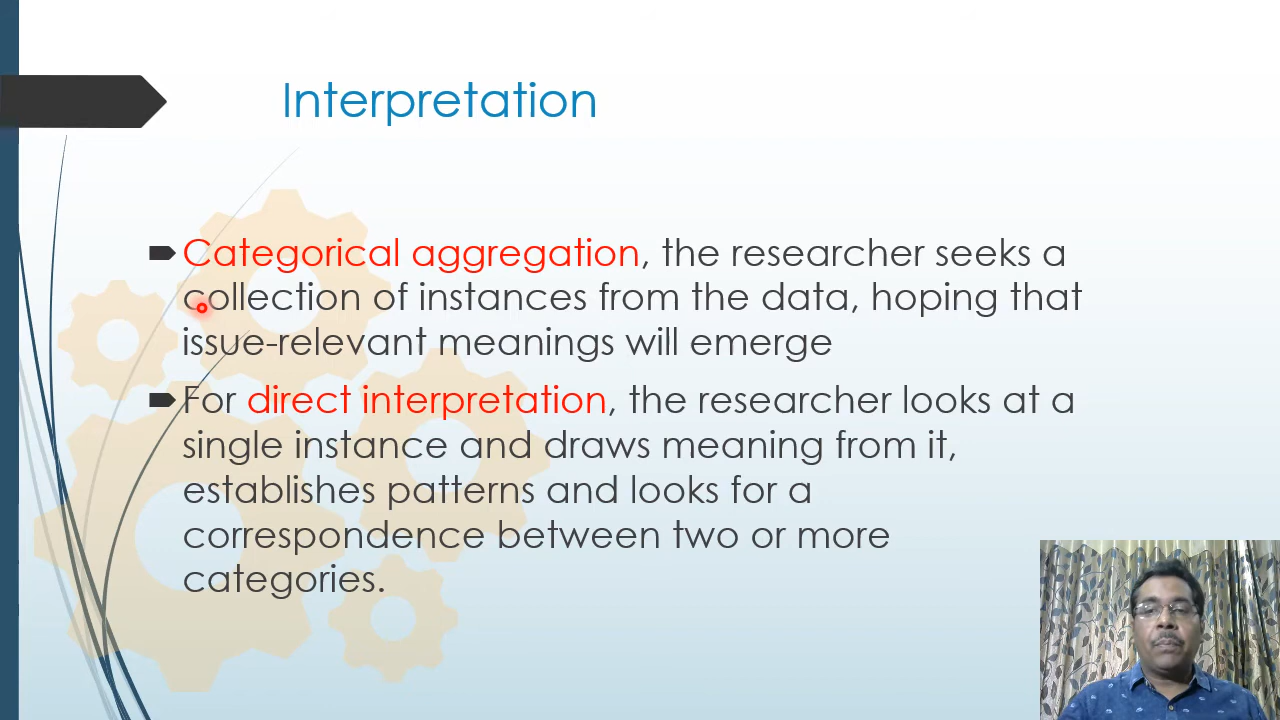 Interpretation
Categorical aggregation, the researcher seeks a
collection of instances from the data, hoping that
issue-relevant meanings will emerge
For direct interpretation, the researcher looks at a
single instance and draws meaning from it,
establishes patterns and looks for a
correspondence between two or more
categories.